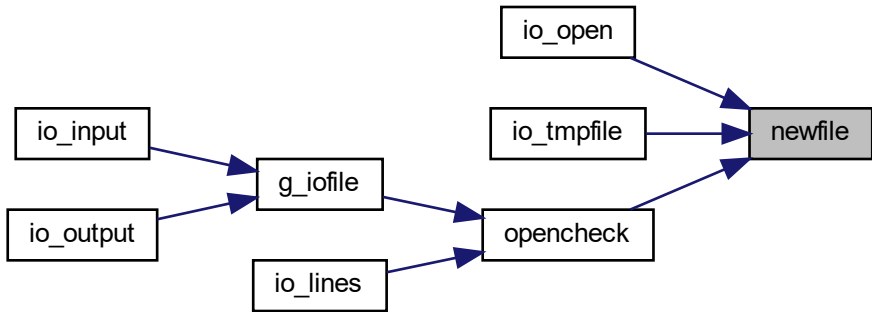 io_open
io_input
io_tmpfile
newfile
g_iofile
io_output
opencheck
io_lines